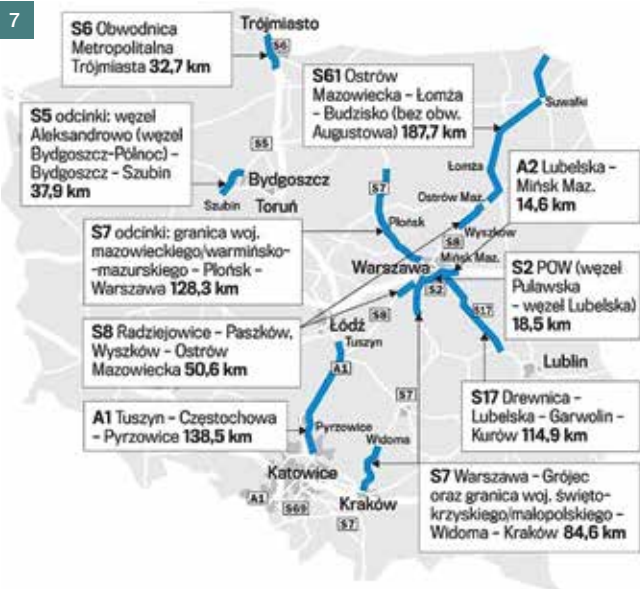 7
S6 Obwodnica
Metropolitalna
Trójmiasta 32,7 km
Trójmiasto
S6
S61 Ostrów
Mazowiecka – Łomża
– Budzisko (bez obw.
Augustowa) 187,7 km
Suwałki
S5 odcinki: węzeł
Aleksandrowo (węzeł
Bydgoszcz-Północ) –
Bydgoszcz – Szubin
37,9 km
S5
Bydgoszcz
Szubin
Toruń
Łomża
A2 Lubelska –
Mińsk Maz.
14,6 km
S7
Ostrów Maz.
Płońsk
Wyszków
S8
Mińsk Maz.
S7 odcinki: granica woj.
mazowieckiego/warmińsko-
-mazurskiego – Płońsk –
Warszawa 128,3 km
Warszawa
S2
S2 POW (węzeł
Puławska
– węzeł Lubelska)
18,5 km
S8 Radziejowice – Paszków,
Wyszków – Ostrów
Mazowiecka 50,6 km
S8
S17
Łódź
Tuszyn
A1
Lublin
A1 Tuszyn – Częstochowa
– Pyrzowice 138,5 km
S7
S17 Drewnica –
Lubelska – Garwolin –
Kurów 114,9 km
Pyrzowice
Widoma
Katowice
A1
S69
Kraków
S7
S7 Warszawa – Grójec
oraz granica woj. święto-
krzyskiego/małopolskiego –
Widoma – Kraków 84,6 km